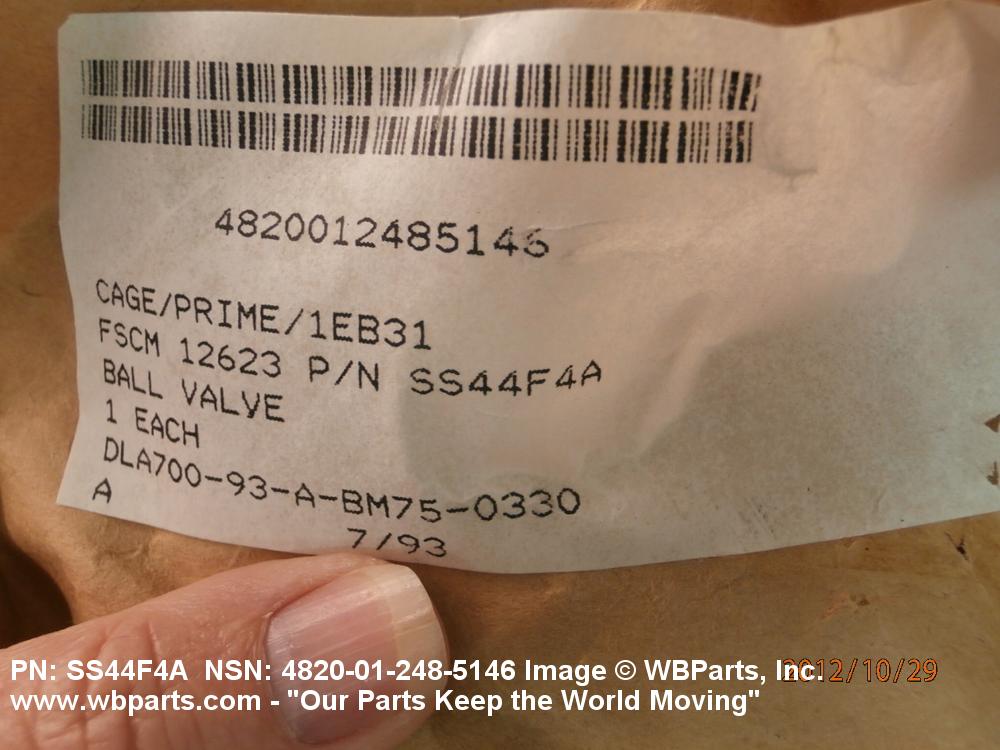 4820012485146
CAGE/PRIME/1EB31
FSCM 12623 P/N SS44F4A
BALL VALVE
1 EACH
DLA700-93-A-BM75-0330
A
7/93
PN: SS44F4A NSN: 4820-01-248-5146 Image © WBParts, Inc. 2012/10/29
www.wbparts.com - "Our Parts Keep the World Moving"